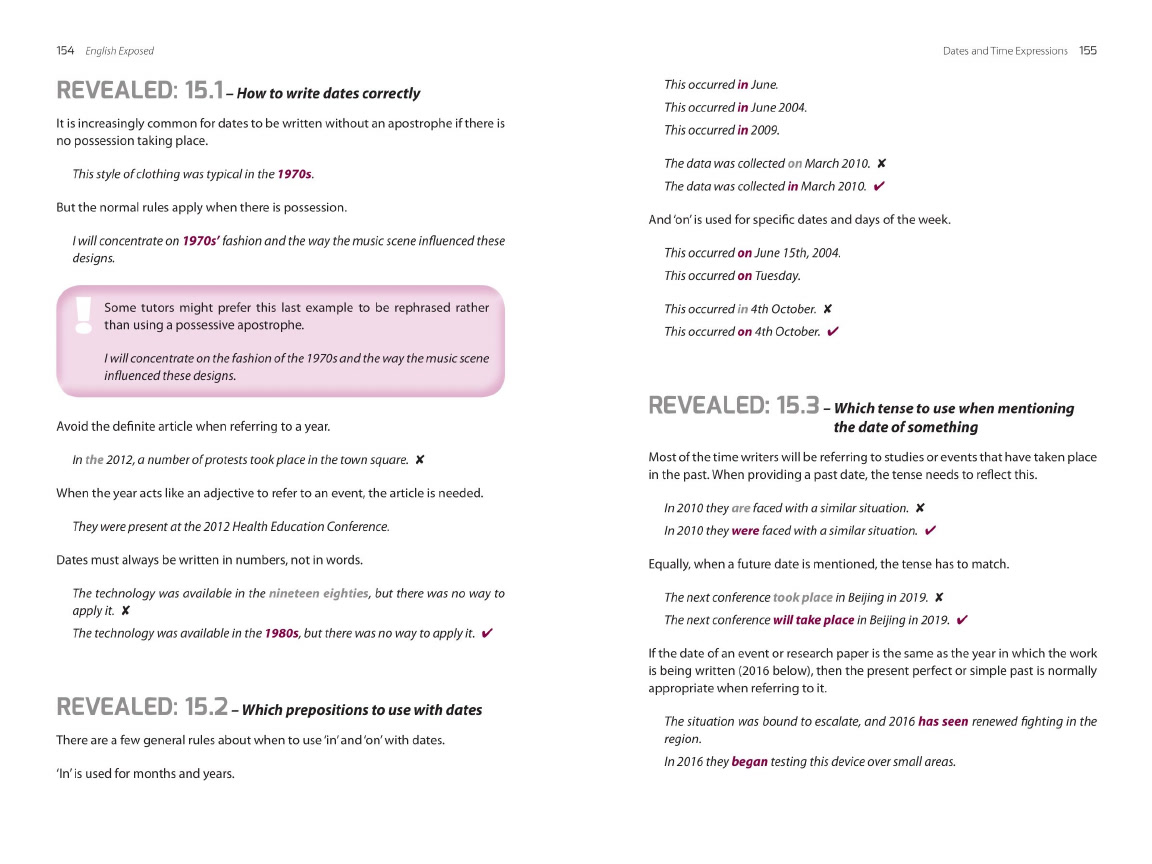 154 English Exposed
REVEALED: 15.1 – How to write dates correctly
It is increasingly common for dates to be written without an apostrophe if there is
no possession taking place.
This style of clothing was typical in the 1970s.
But the normal rules apply when there is possession.
I will concentrate on 1970s’ fashion and the way the music scene influenced these
designs.
! Some tutors might prefer this last example to be rephrased rather
than using a possessive apostrophe.
I will concentrate on the fashion of the 1970s and the way the music scene
influenced these designs.
Avoid the definite article when referring to a year.
In the 2012, a number of protests took place in the town square. ✘
When the year acts like an adjective to refer to an event, the article is needed.
They were present at the 2012 Health Education Conference.
Dates must always be written in numbers, not in words.
The technology was available in the nineteen eighties, but there was no way to
apply it. ✘
The technology was available in the 1980s, but there was no way to apply it. ✔
REVEALED: 15.2 – Which prepositions to use with dates
There are a few general rules about when to use ‘in’ and ‘on’ with dates.
‘In’ is used for months and years.
Dates and Time Expressions 155
This occurred in June.
This occurred in June 2004.
This occurred in 2009.
The data was collected on March 2010. ✘
The data was collected in March 2010. ✔
And ‘on’ is used for specific dates and days of the week.
This occurred on June 15th, 2004.
This occurred on Tuesday.
This occurred in 4th October. ✘
This occurred on 4th October. ✔
REVEALED: 15.3 – Which tense to use when mentioning
the date of something
Most of the time writers will be referring to studies or events that have taken place
in the past. When providing a past date, the tense needs to reflect this.
In 2010 they are faced with a similar situation. ✘
In 2010 they were faced with a similar situation. ✔
Equally, when a future date is mentioned, the tense has to match.
The next conference took place in Beijing in 2019. ✘
The next conference will take place in Beijing in 2019. ✔
If the date of an event or research paper is the same as the year in which the work
is being written (2016 below), then the present perfect or simple past is normally
appropriate when referring to it.
The situation was bound to escalate, and 2016 has seen renewed fighting in the
region.
In 2016 they began testing this device over small areas.